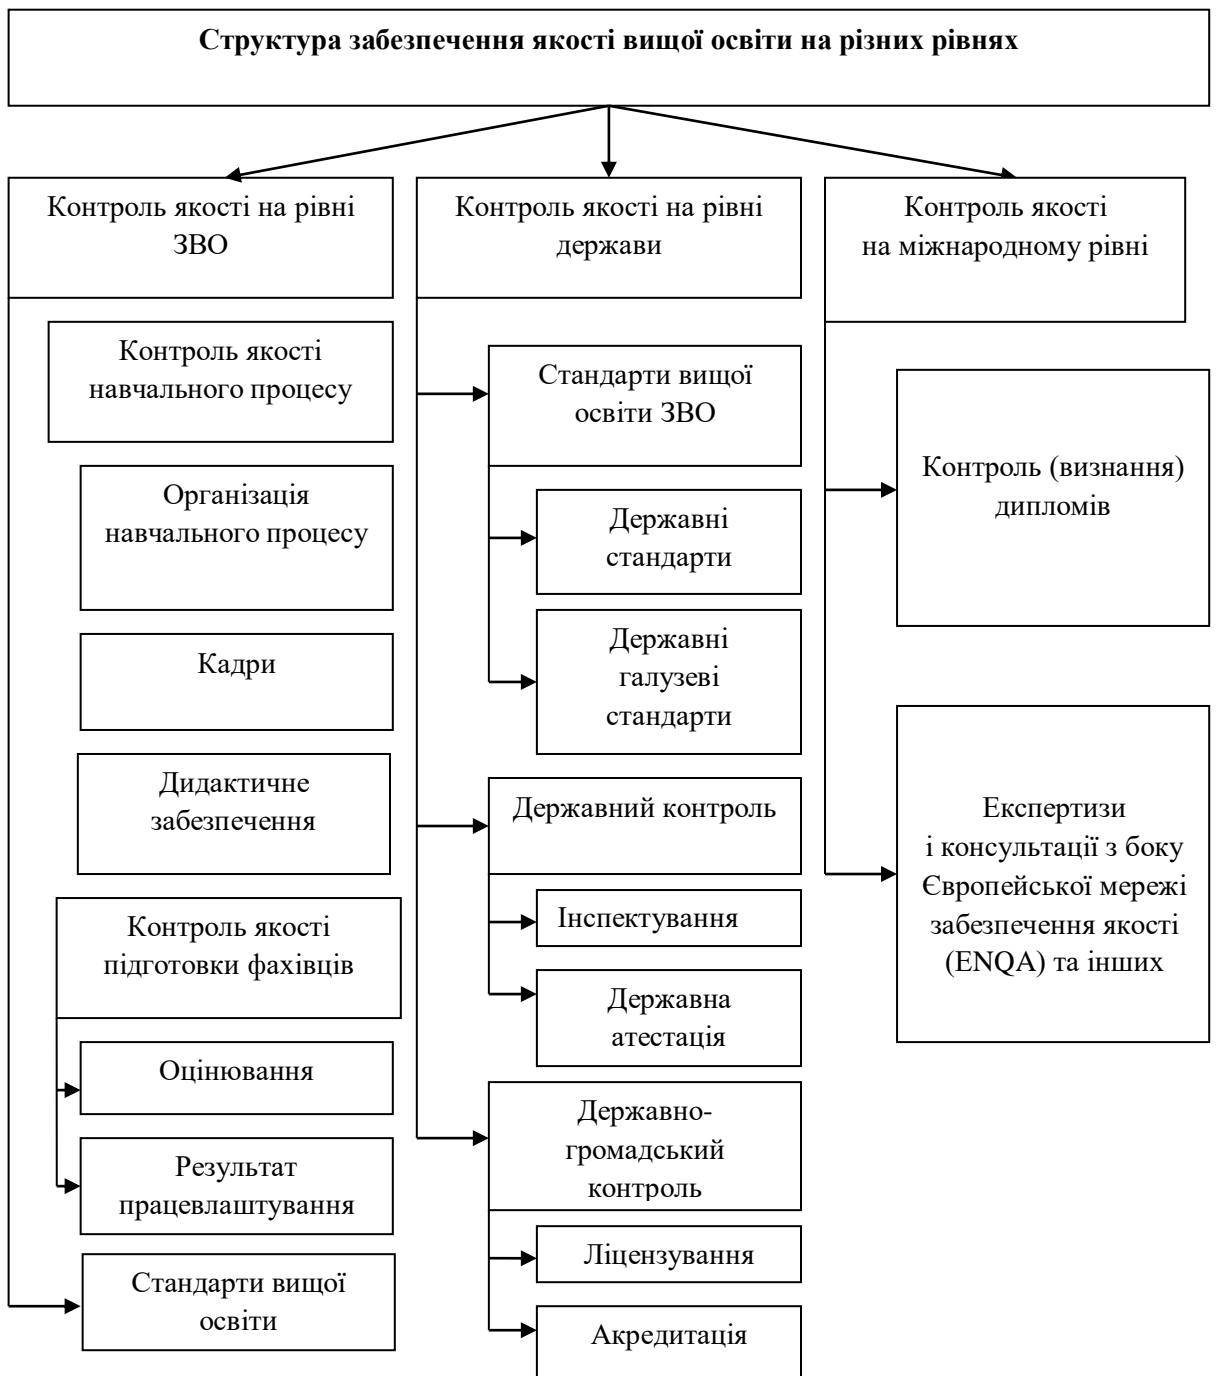 Структура забезпечення якості вищої освіти на різних рівнях
Контроль якості на рівні
ЗВО
Контроль якості
навчального процесу
Організація
навчального процесу
Кадри
Дидактичне
забезпечення
Контроль якості
підготовки фахівців
Оцінювання
Результат
працевлаштування
Стандарти вищої
освіти
Контроль якості на рівні
держави
Стандарти вищої
освіти ЗВО
Державні
стандарти
Державні
галузеві
стандарти
Державний контроль
Інспектування
Державна
атестація
Державно-
громадський
контроль
Ліцензування
Акредитація
Контроль якості
на міжнародному рівні
Контроль (визнання)
дипломів
Експертизи
і консультації з боку
Європейської мережі
забезпечення якості
(ENQA) та інших